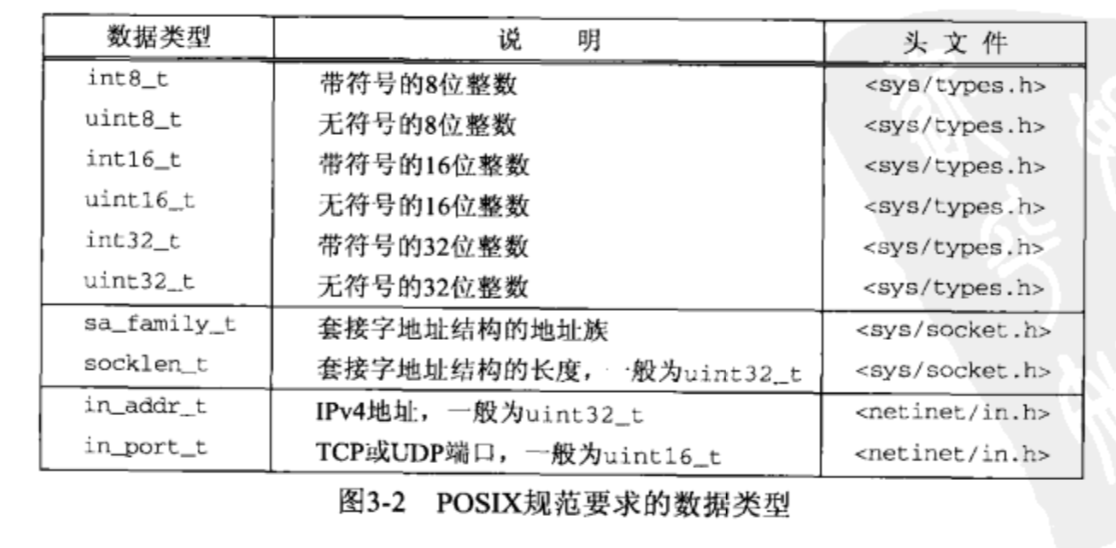 数据类型 说 明 头 文 件
int8_t 带符号的8位整数 <sys/types.h>
uint8_t 无符号的8位整数 <sys/types.h>
int16_t 带符号的16位整数 <sys/types.h>
uint16_t 无符号的16位整数 <sys/types.h>
int32_t 带符号的32位整数 <sys/types.h>
uint32_t 无符号的32位整数 <sys/types.h>
sa_family_t 套接字地址结构的地址族 <sys/socket.h>
socklen_t 套接字地址结构的长度，一般为uint32_t <sys/socket.h>
in_addr_t IPv4地址，一般为uint32_t <netinet/in.h>
in_port_t TCP或UDP端口，一般为uint16_t <netinet/in.h>
图3-2 POSIX规范要求的数据类型